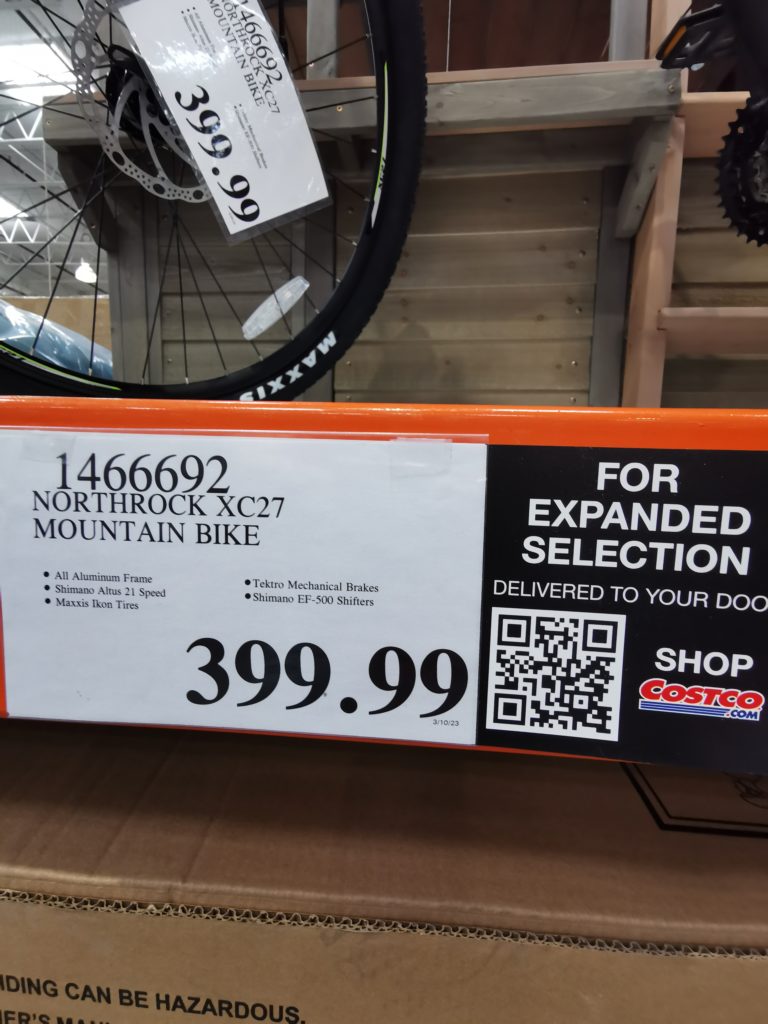 1466692
NORTHROCK XC27
MOUNTAIN BIKE
399.99
MAXXIS
1466692
NORTHROCK XC27
MOUNTAIN BIKE
• All Aluminum Frame
• Shimano Altus 21 Speed
• Maxxis Ikon Tires
• Tektro Mechanical Brakes
• Shimano EF-500 Shifters
399.99
3/10/23
FOR
EXPANDED
SELECTION
DELIVERED TO YOUR DOO
SHOP
COSTCO
.COM
IDING CAN BE HAZARDOUS.